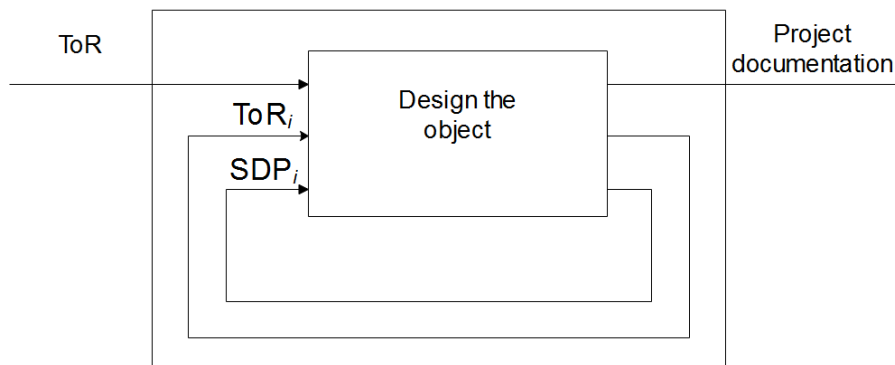 ToR
Project
documentation
Design the
object
ToRi
SDPi